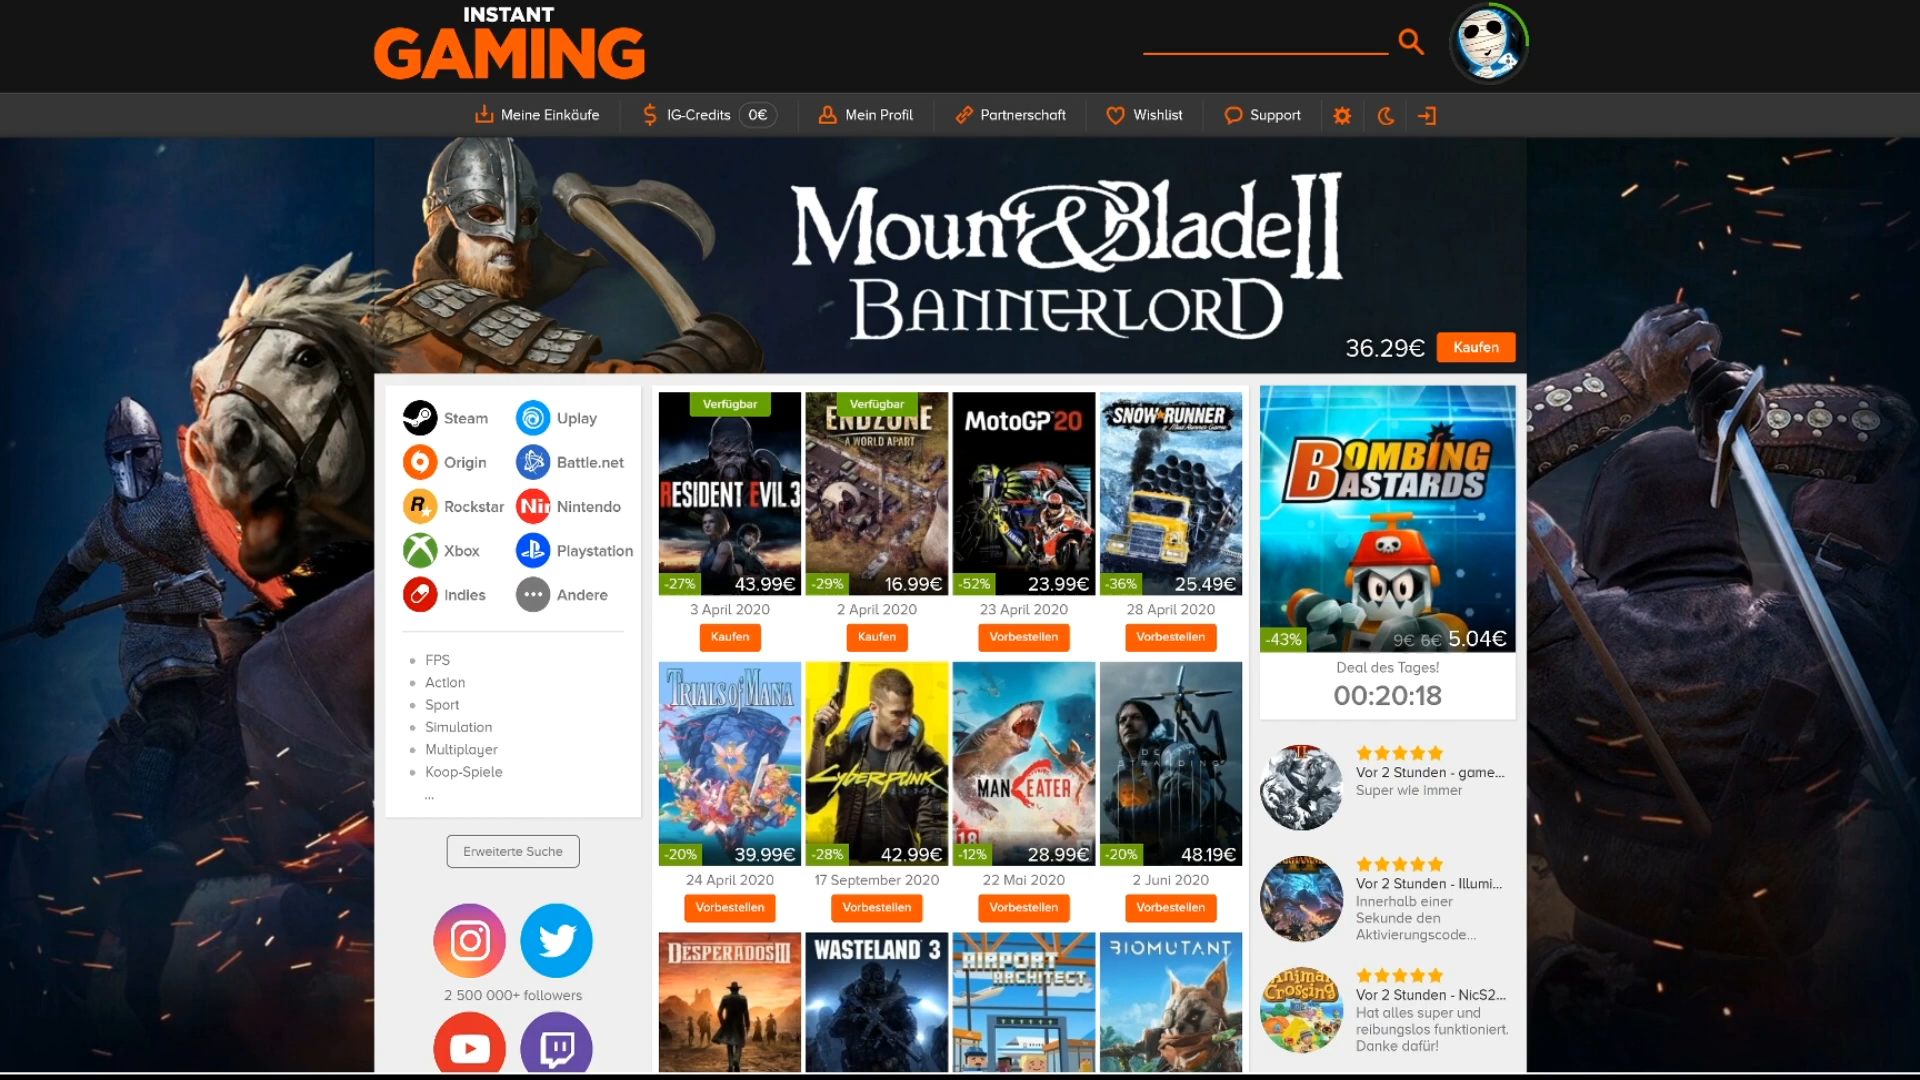 INSTANT
GAMING
Meine Einkäufe
IG-Credits 0€
Mein Profil
Partnerschaft
Wishlist
Support
Mount & Blade II
BANNERLORD
36.29€ Kaufen
Steam
Uplay
Origin
Battle.net
Rockstar
Nintendo
Xbox
Playstation
Indies
Andere
FPS
Action
Sport
Simulation
Multiplayer
Koop-Spiele
...
Erweiterte Suche
2 500 000+ followers
Verfügbar
RESIDENT EVIL 3
-27% 43.99€
3 April 2020
Kaufen
Verfügbar
ENDZONE
A WORLD APART
-29% 16.99€
2 April 2020
Kaufen
MotoGP 20
-52% 23.99€
23 April 2020
Vorbestellen
SNOWRUNNER
-36% 25.49€
28 April 2020
Vorbestellen
TRIALS of MANA
-20% 39.99€
24 April 2020
Vorbestellen
CYBERPUNK
-28% 42.99€
17 September 2020
Vorbestellen
MANEATER
18
-12% 28.99€
22 Mai 2020
Vorbestellen
DEATH
STRANDING
-20% 48.19€
2 Juni 2020
Vorbestellen
DESPERADOS III
WASTELAND 3
AIRPORT
ARCHITECT
BIOMUTANT
BOMBING
BASTARDS
-43% 9€ 6€ 5.04€
Deal des Tages!
00:20:18
Vor 2 Stunden - game...
Super wie immer
Vor 2 Stunden - Illumi...
Innerhalb einer
Sekunde den
Aktivierungscode...
Animal
Crossing
Vor 2 Stunden - NicS2...
Hat alles super und
reibungslos funktioniert.
Danke dafür!